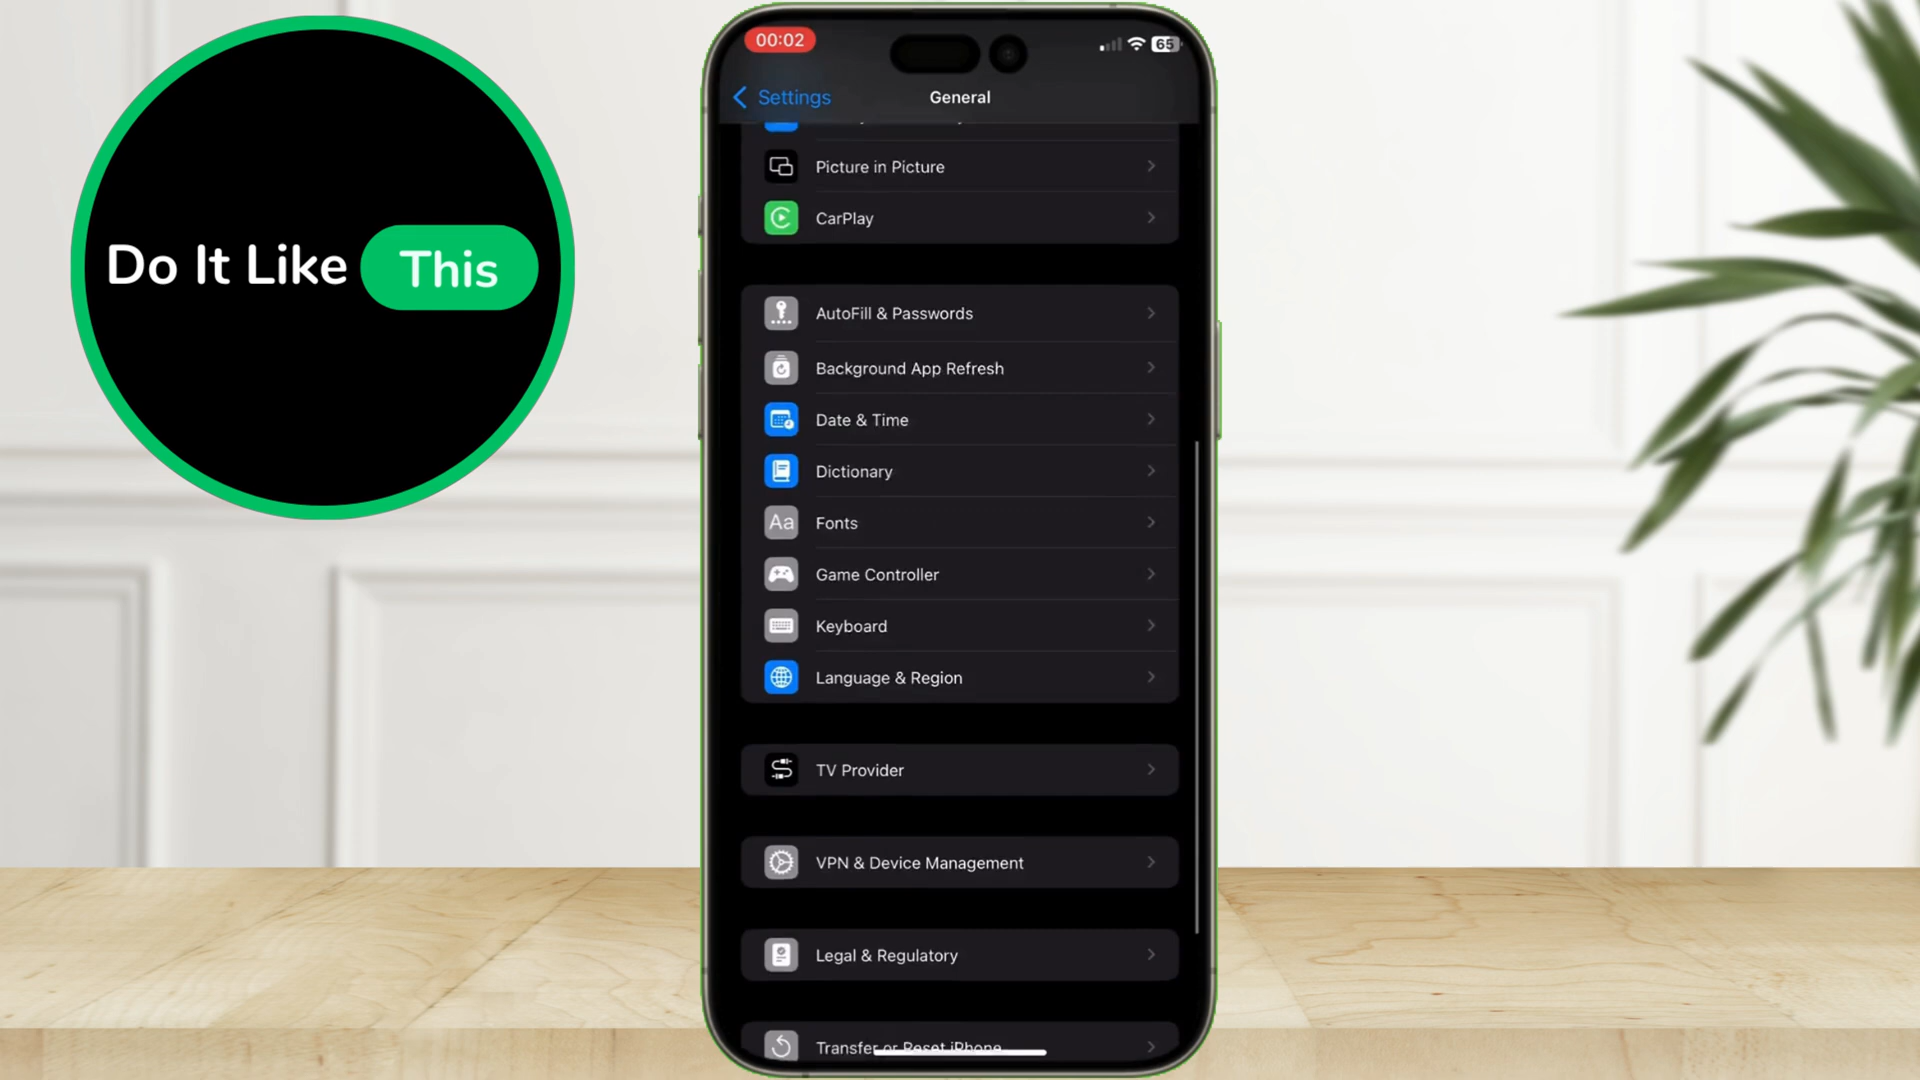 Do It Like This
00:02
65
Settings
General
Picture in Picture
CarPlay
AutoFill & Passwords
Background App Refresh
Date & Time
Dictionary
Aa Fonts
Game Controller
Keyboard
Language & Region
TV Provider
VPN & Device Management
Legal & Regulatory
Transfer or Reset iPhone